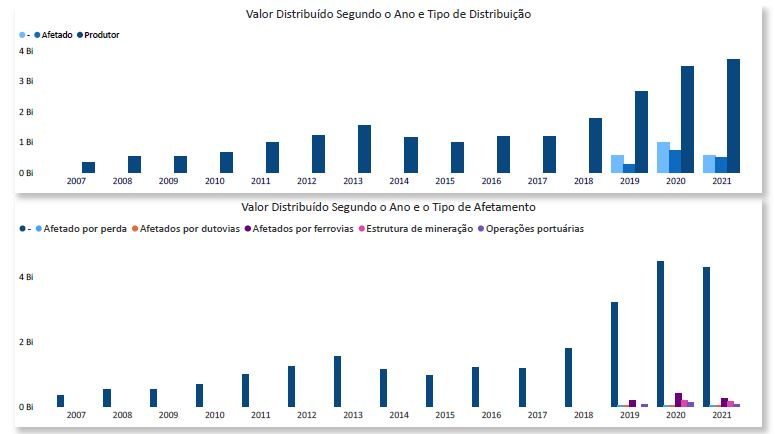 Valor Distribuído Segundo o Ano e Tipo de Distribuição
- Afetado Produtor
4 Bi
3 Bi
2 Bi
1 Bi
0 Bi
2007 2008 2009 2010 2011 2012 2013 2014 2015 2016 2017 2018 2019 2020 2021
Valor Distribuído Segundo o Ano e o Tipo de Afetamento
- Afetado por perda Afetados por dutovias Afetados por ferrovias Estrutura de mineração Operações portuárias
4 Bi
2 Bi
0 Bi
2007 2008 2009 2010 2011 2012 2013 2014 2015 2016 2017 2018 2019 2020 2021